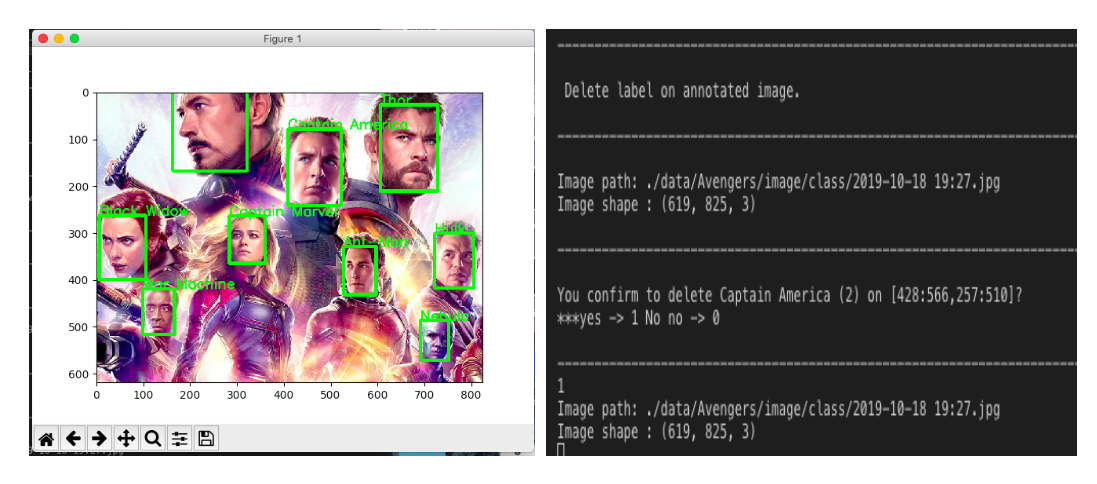 Figure 1
0
100
200
300
400
500
600
0 100 200 300 400 500 600 700 800
Thor
Captain America
Black Widow
Captain Marvel
Ant-Man
Hulk
War Machine
Nebula
Delete label on annotated image.
Image path: ./data/Avengers/image/class/2019-10-18 19:27.jpg
Image shape : (619, 825, 3)
You confirm to delete Captain America (2) on [428:566,257:510]?
***yes -> 1 No no -> 0
1
Image path: ./data/Avengers/image/class/2019-10-18 19:27.jpg
Image shape : (619, 825, 3)